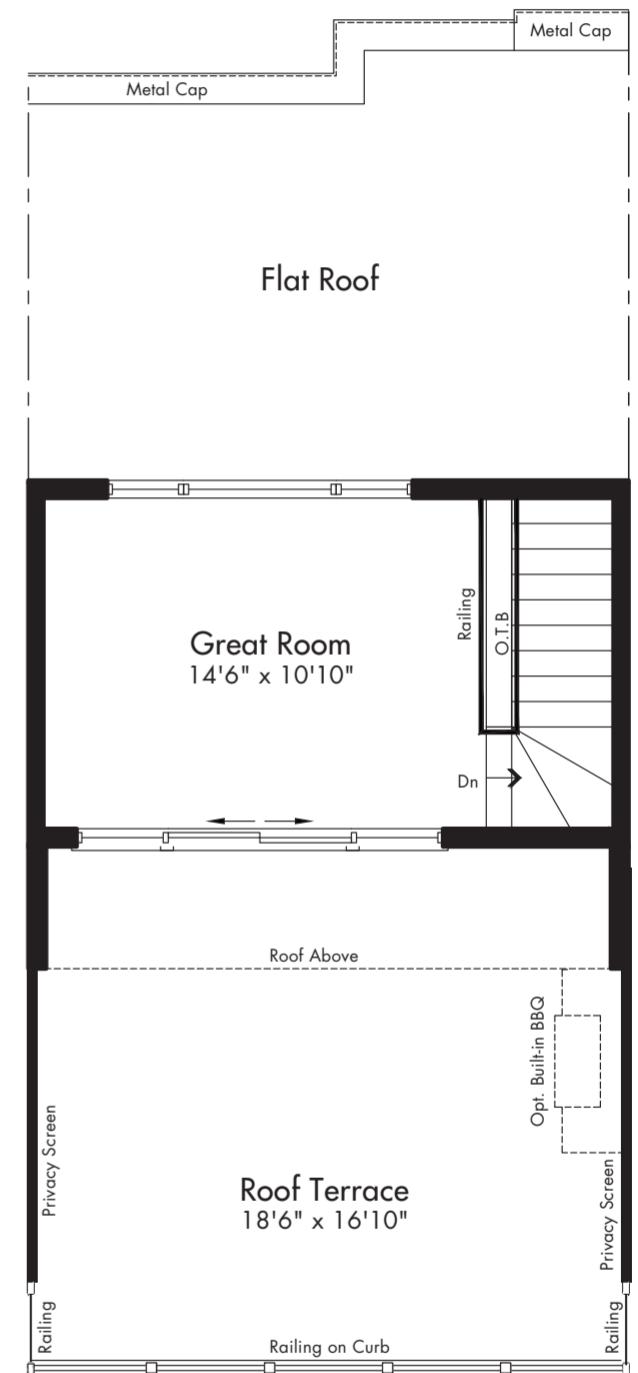 Metal Cap
Metal Cap
Flat Roof
Railing
O.T.B
Great Room
14'6" x 10'10"
Dn
Roof Above
Opt. Built-in BBQ
Privacy Screen
Privacy Screen
Roof Terrace
18'6" x 16'10"
Railing
Railing
Railing on Curb